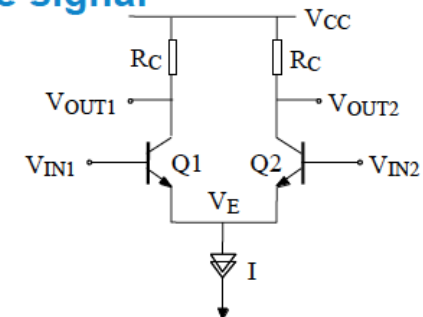 e signal
VCC
RC RC
VOUT1 VOUT2
VIN1 Q1 Q2 VIN2
VE
I